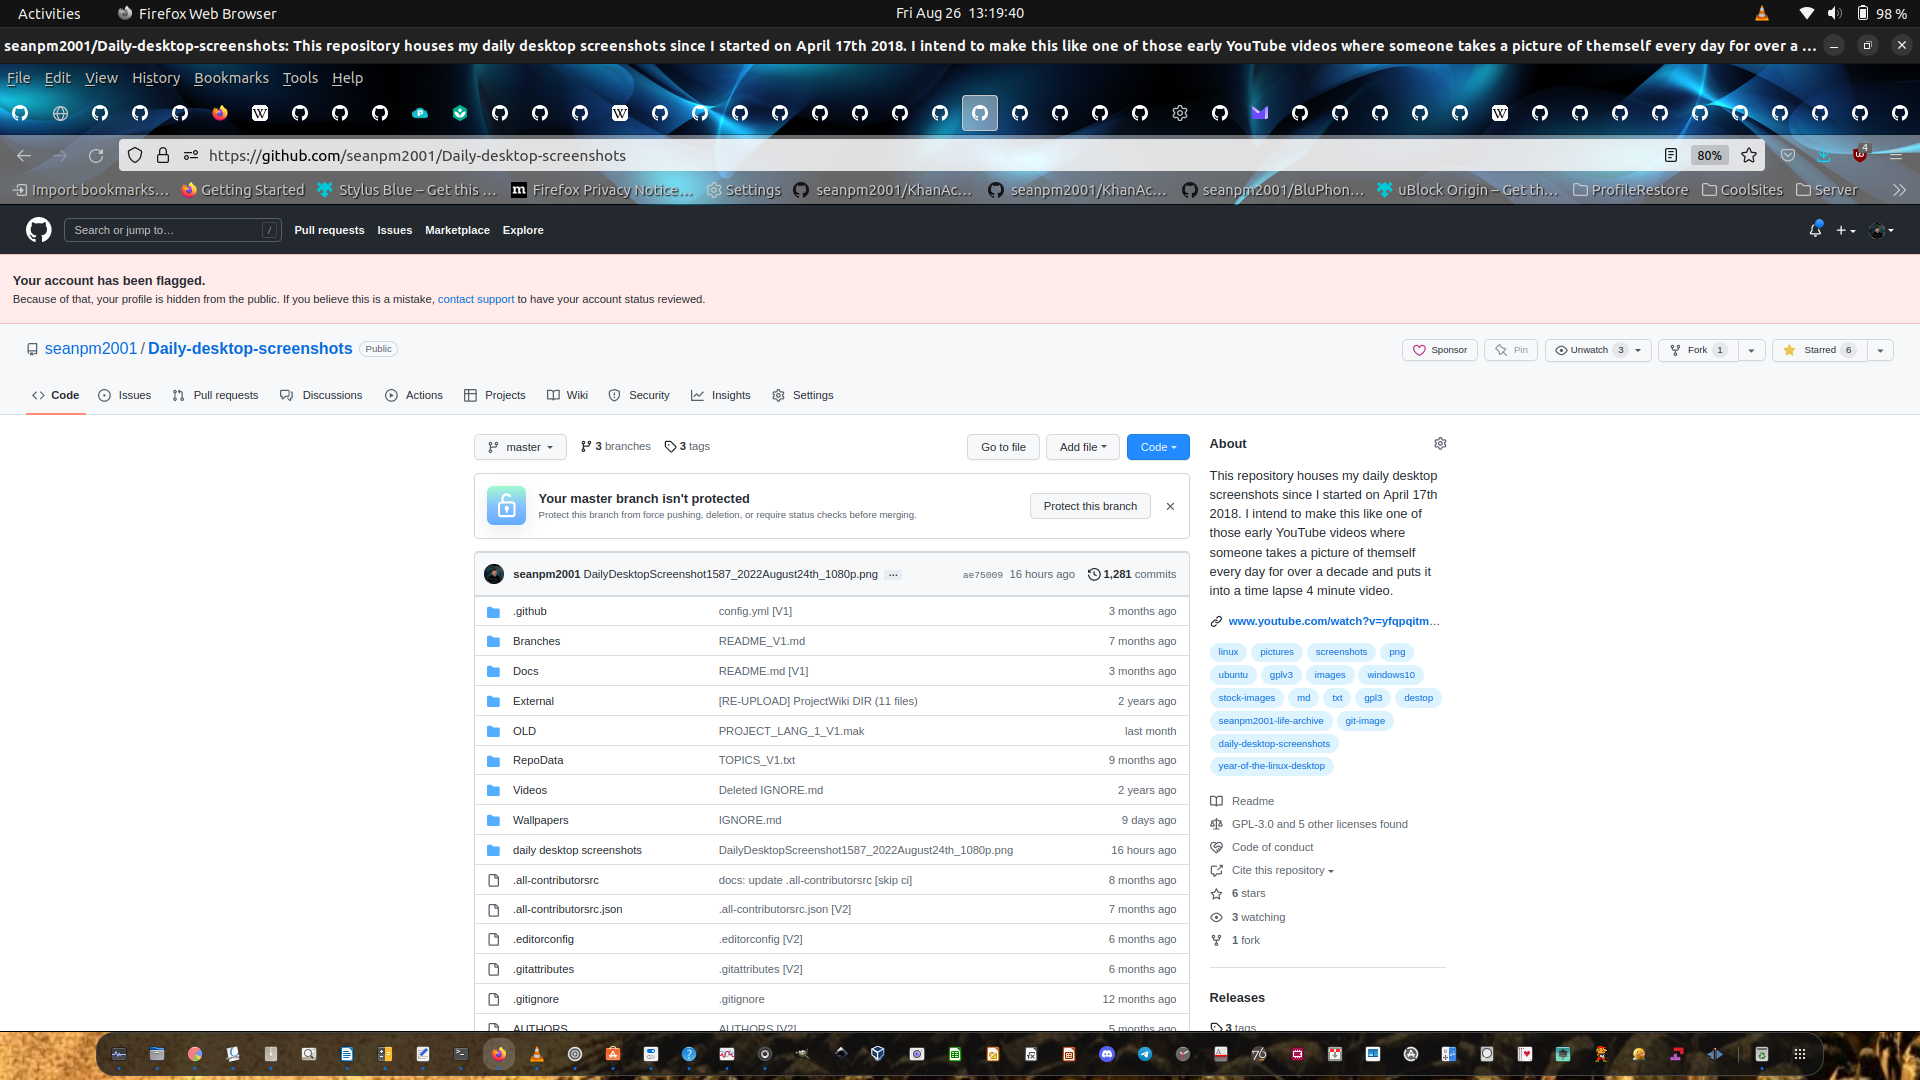 Activities
Firefox Web Browser
Fri Aug 26 13:19:40
98 %
seanpm2001/Daily-desktop-screenshots: This repository houses my daily desktop screenshots since I started on April 17th 2018. I intend to make this like one of those early YouTube videos where someone takes a picture of themself every day for over a ...
File Edit View History Bookmarks Tools Help
https://github.com/seanpm2001/Daily-desktop-screenshots
80%
4
Import bookmarks...
Getting Started
Stylus Blue – Get this ...
Firefox Privacy Notice...
Settings
seanpm2001/KhanAc...
seanpm2001/KhanAc...
seanpm2001/BluPhon...
uBlock Origin – Get th...
ProfileRestore
CoolSites
Server
Search or jump to...
/
Pull requests Issues Marketplace Explore
Your account has been flagged.
Because of that, your profile is hidden from the public. If you believe this is a mistake, contact support to have your account status reviewed.
seanpm2001 / Daily-desktop-screenshots Public
Sponsor
Pin
Unwatch 3
Fork 1
Starred 6
Code Issues Pull requests Discussions Actions Projects Wiki Security Insights Settings
master
3 branches
3 tags
Go to file
Add file
Code
Your master branch isn't protected
Protect this branch from force pushing, deletion, or require status checks before merging.
Protect this branch
seanpm2001 DailyDesktopScreenshot1587_2022August24th_1080p.png ... ae75009 16 hours ago 1,281 commits
.github config.yml [V1] 3 months ago
Branches README_V1.md 7 months ago
Docs README.md [V1] 3 months ago
External [RE-UPLOAD] ProjectWiki DIR (11 files) 2 years ago
OLD PROJECT_LANG_1_V1.mak last month
RepoData TOPICS_V1.txt 9 months ago
Videos Deleted IGNORE.md 2 years ago
Wallpapers IGNORE.md 9 days ago
daily desktop screenshots DailyDesktopScreenshot1587_2022August24th_1080p.png 16 hours ago
.all-contributorsrc docs: update .all-contributorsrc [skip ci] 8 months ago
.all-contributorsrc.json .all-contributorsrc.json [V2] 7 months ago
.editorconfig .editorconfig [V2] 6 months ago
.gitattributes .gitattributes [V2] 6 months ago
.gitignore .gitignore 12 months ago
AUTHORS AUTHORS [V2] 5 months ago
About
This repository houses my daily desktop
screenshots since I started on April 17th
2018. I intend to make this like one of
those early YouTube videos where
someone takes a picture of themself
every day for over a decade and puts it
into a time lapse 4 minute video.
www.youtube.com/watch?v=yfqpqitm...
linux pictures screenshots png
ubuntu gplv3 images windows10
stock-images md txt gpl3 destop
seanpm2001-life-archive git-image
daily-desktop-screenshots
year-of-the-linux-desktop
Readme
GPL-3.0 and 5 other licenses found
Code of conduct
Cite this repository
6 stars
3 watching
1 fork
Releases
3 tags